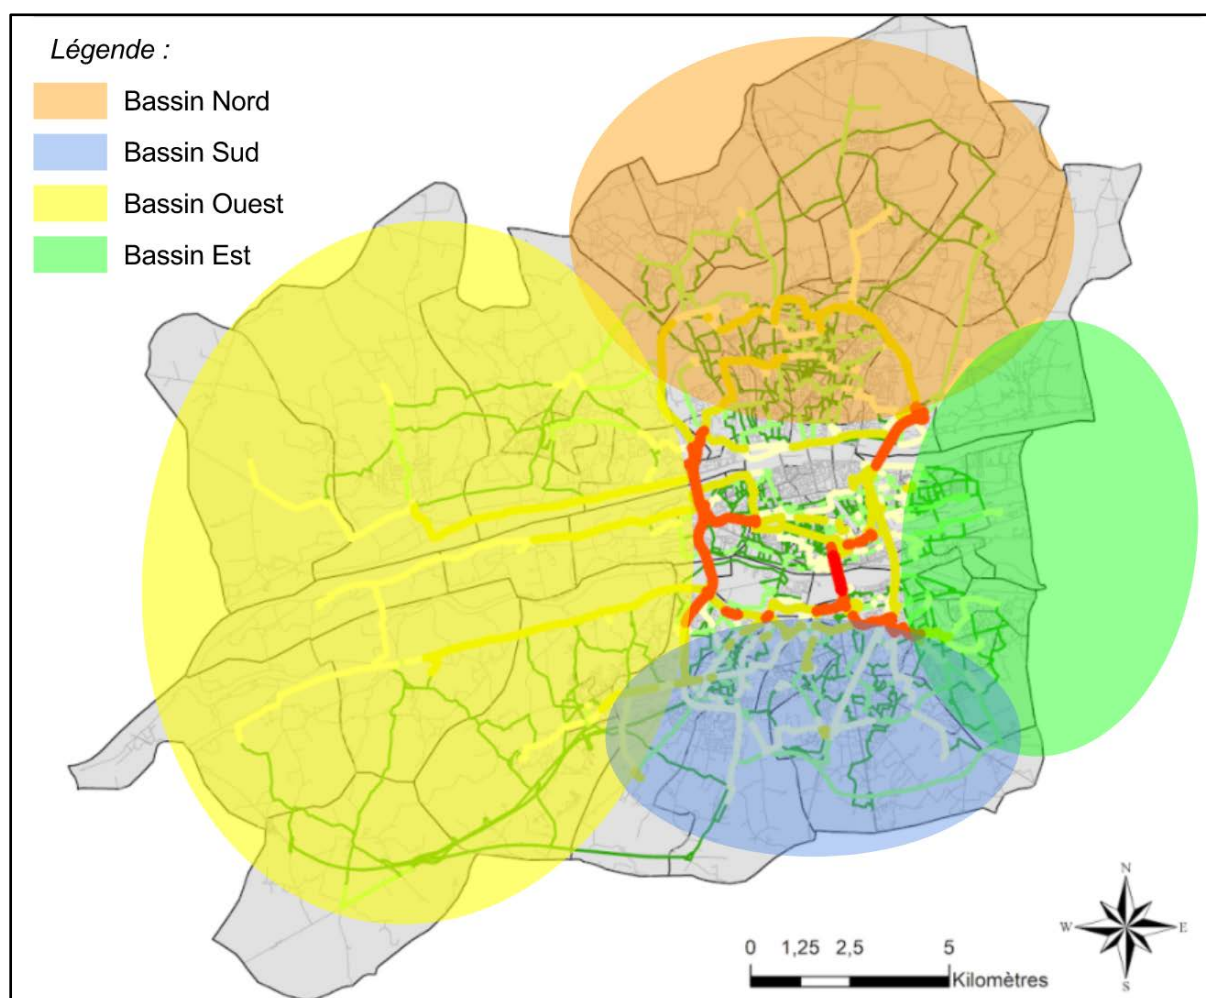 Légende :
Bassin Nord
Bassin Sud
Bassin Ouest
Bassin Est
N
W
E
S
0 1,25 2,5 5
Kilomètres